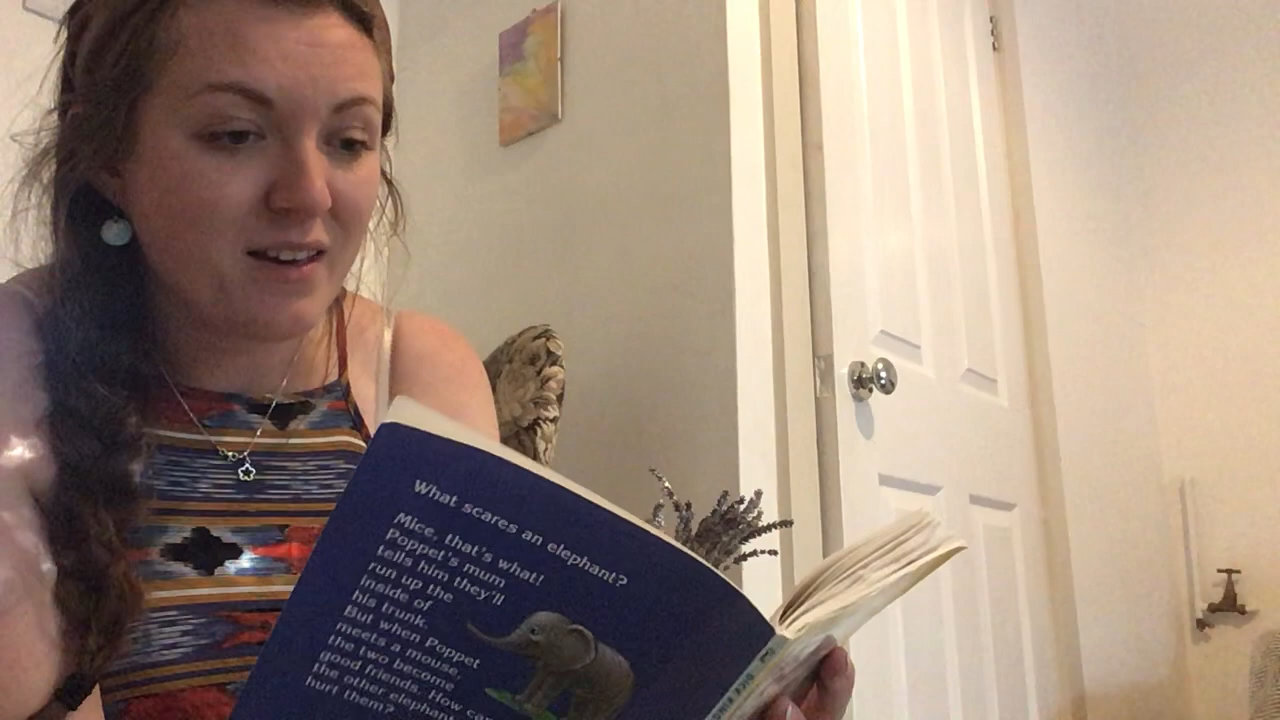 What scares an elephant?
Mice, that's what!
Poppet's mum
tells him they'll
run up the
inside of
his trunk.
But when Poppet
meets a mouse,
the two become
good friends. How can
the other elephant
hurt them?